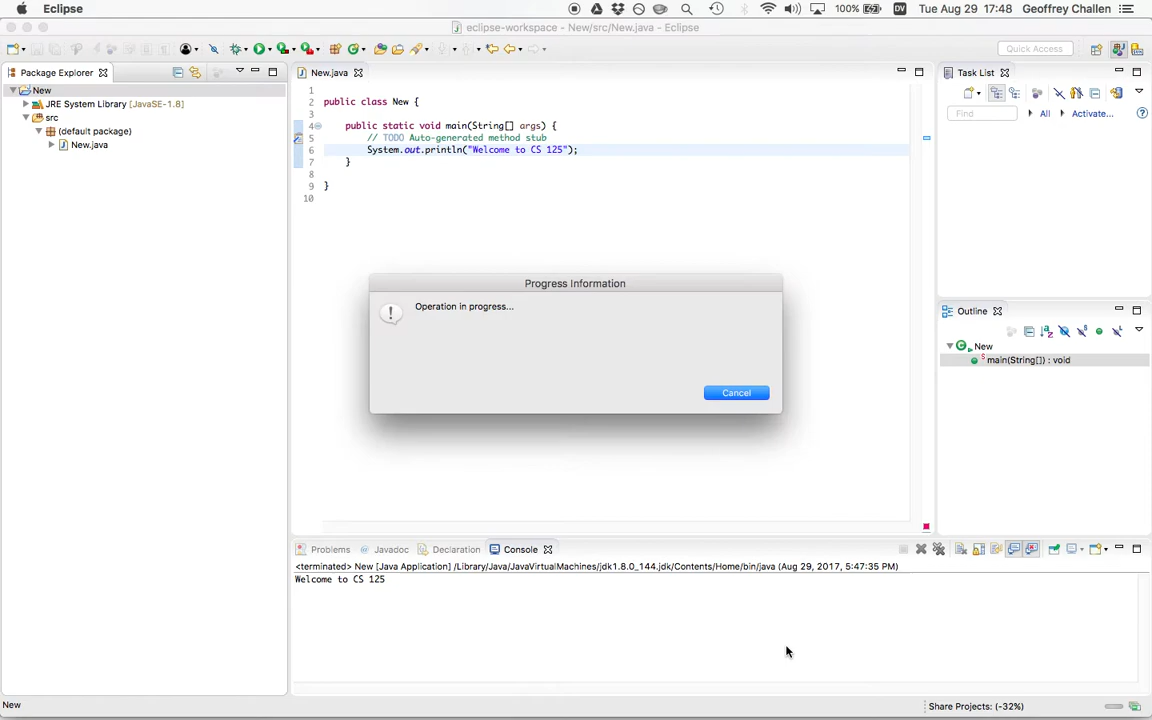 Eclipse
100%
DV
Tue Aug 29 17:48
Geoffrey Challen
eclipse-workspace - New/src/New.java - Eclipse
Quick Access
Package Explorer
New
JRE System Library [JavaSE-1.8]
src
(default package)
New.java
New.java
1
2 public class New {
3
4 public static void main(String[] args) {
5 // TODO Auto-generated method stub
6 System.out.println("Welcome to CS 125");
7 }
8
9 }
10
Progress Information
Operation in progress...
Cancel
Task List
Find
All
Activate...
Outline
New
main(String[]) : void
Problems
Javadoc
Declaration
Console
<terminated> New [Java Application] /Library/Java/JavaVirtualMachines/jdk1.8.0_144.jdk/Contents/Home/bin/java (Aug 29, 2017, 5:47:35 PM)
Welcome to CS 125
New
Share Projects: (-32%)